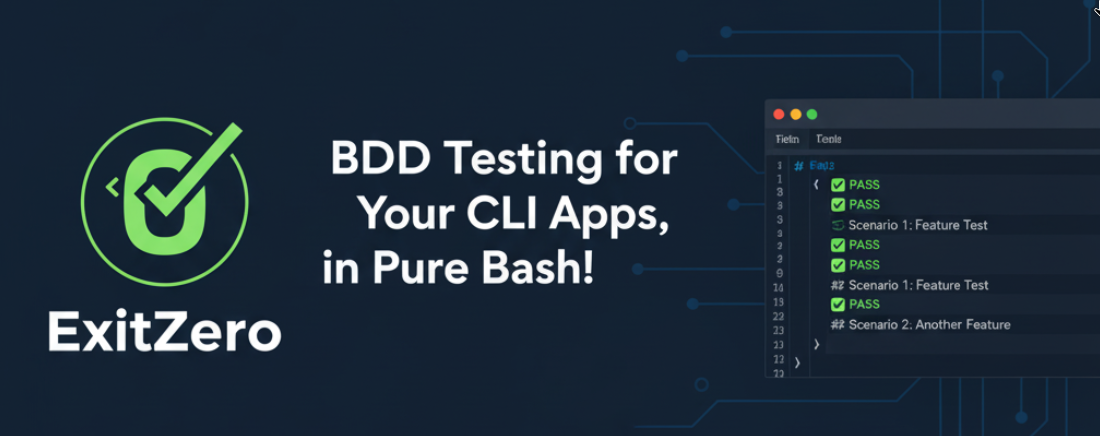 BDD Testing for
Your CLI Apps,
in Pure Bash!
ExitZero
PASS
PASS
Scenario 1: Feature Test
PASS
PASS
## Scenario 1: Feature Test
PASS
## Scenario 2. Another Feature